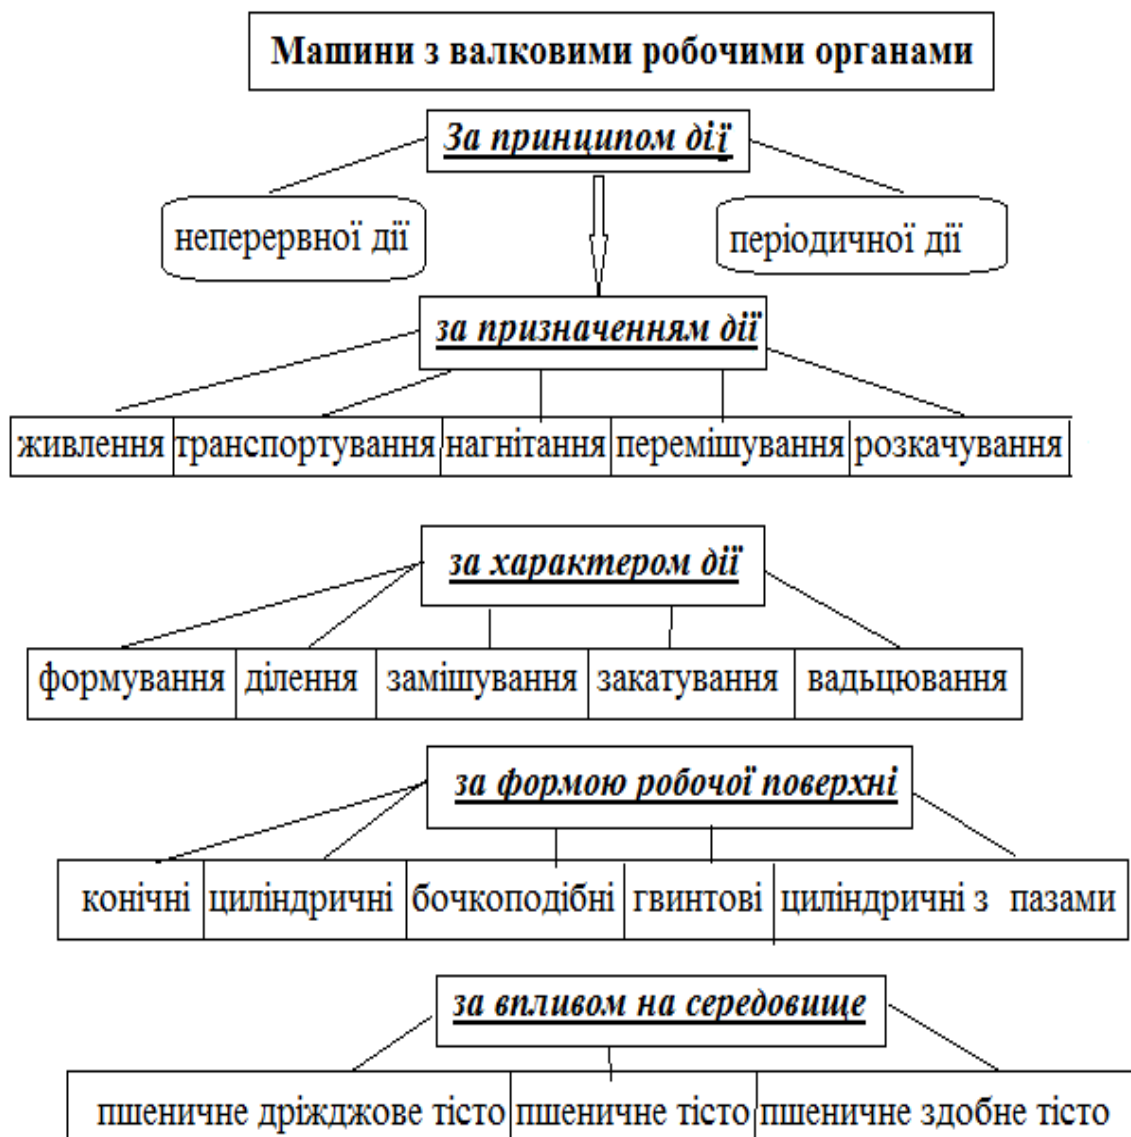 Машини з валковими робочими органами
За принципом дії
неперервної дії
періодичної дії
за призначенням дії
живлення транспортування нагнітання перемішування розкачування
за характером дії
формування ділення замішування закатування вадьцювання
за формою робочої поверхні
конічні циліндричні бочкоподібні гвинтові циліндричні з пазами
за впливом на середовище
пшеничне дріжджове тісто пшеничне тісто пшеничне здобне тісто